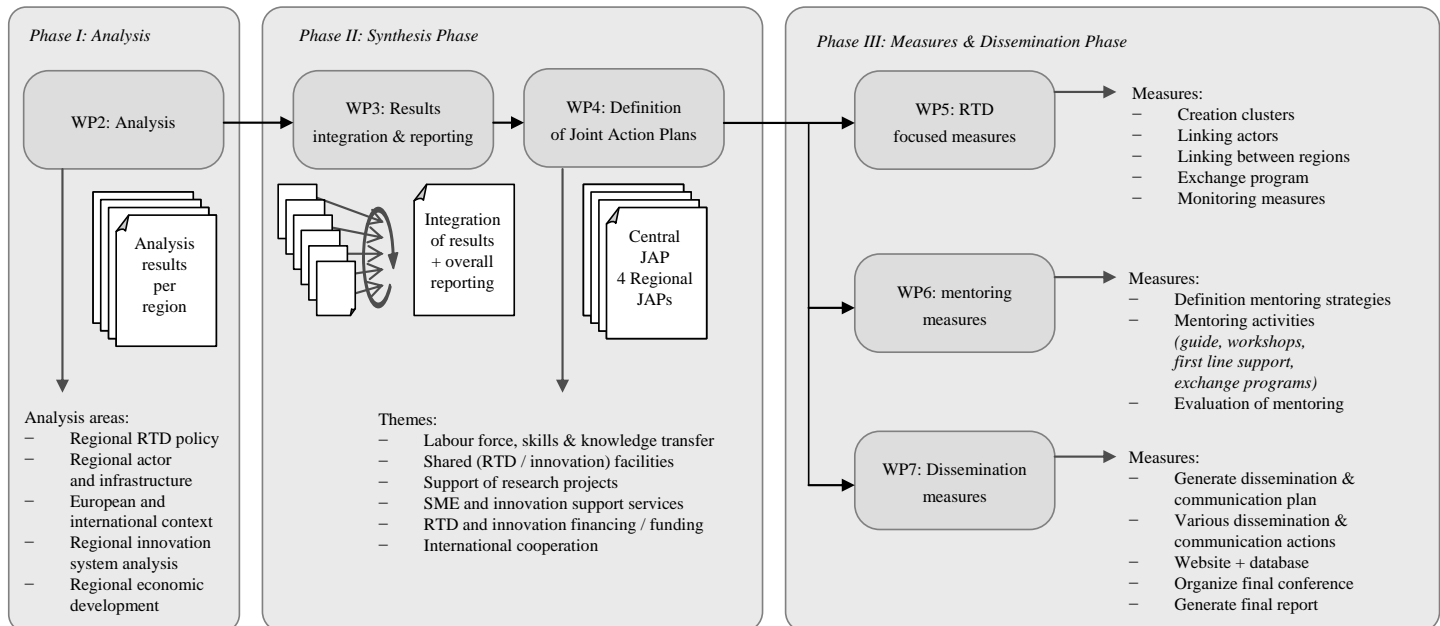 Phase I: Analysis
WP2: Analysis
Analysis
results
per
region
Analysis areas:
– Regional RTD policy
– Regional actor
and infrastructure
– European and
international context
– Regional innovation
system analysis
– Regional economic
development
Phase II: Synthesis Phase
WP3: Results
integration & reporting
Integration
of results
+ overall
reporting
WP4: Definition
of Joint Action Plans
Central
JAP
4 Regional
JAPs
Themes:
– Labour force, skills & knowledge transfer
– Shared (RTD / innovation) facilities
– Support of research projects
– SME and innovation support services
– RTD and innovation financing / funding
– International cooperation
Phase III: Measures & Dissemination Phase
WP5: RTD
focused measures
Measures:
– Creation clusters
– Linking actors
– Linking between regions
– Exchange program
– Monitoring measures
WP6: mentoring
measures
Measures:
– Definition mentoring strategies
– Mentoring activities
(guide, workshops,
first line support,
exchange programs)
– Evaluation of mentoring
WP7: Dissemination
measures
Measures:
– Generate dissemination &
communication plan
– Various dissemination &
communication actions
– Website + database
– Organize final conference
– Generate final report